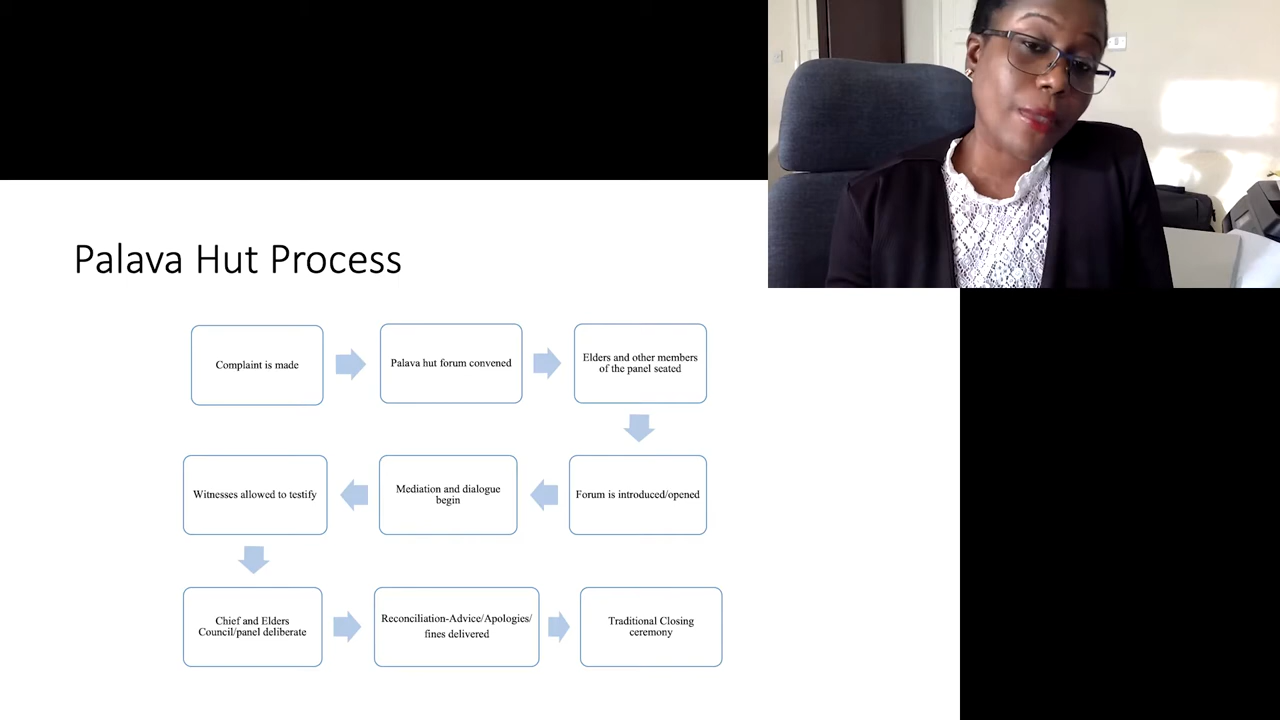 Palava Hut Process
Complaint is made
Palava hut forum convened
Elders and other members
of the panel seated
Forum is introduced/opened
Mediation and dialogue
begin
Witnesses allowed to testify
Chief and Elders
Council/panel deliberate
Reconciliation-Advice/Apologies/
fines delivered
Traditional Closing
ceremony